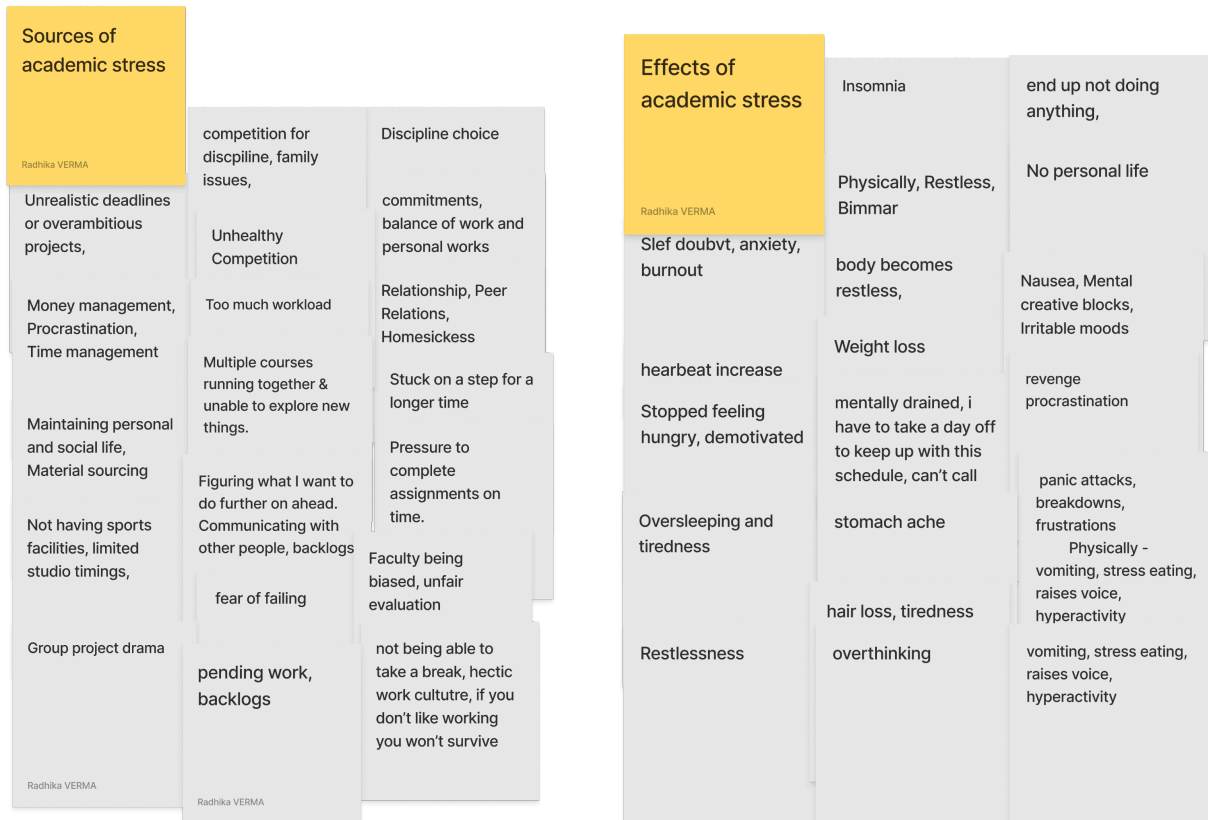 Sources of
academic stress
Radhika VERMA
Unrealistic deadlines
or overambitious
projects,
Money management,
Procrastination,
Time management
Maintaining personal
and social life,
Material sourcing
Not having sports
facilities, limited
studio timings,
Group project drama
Radhika VERMA
competition for
discpiline, family
issues,
Unhealthy
Competition
Too much workload
Multiple courses
running together &
unable to explore new
things.
Figuring what I want to
do further on ahead.
Communicating with
other people, backlogs
fear of failing
pending work,
backlogs
Radhika VERMA
Discipline choice
commitments,
balance of work and
personal works
Relationship, Peer
Relations,
Homesickess
Stuck on a step for a
longer time
Pressure to
complete
assignments on
time.
Faculty being
biased, unfair
evaluation
not being able to
take a break, hectic
work cultutre, if you
don't like working
you won't survive
Effects of
academic stress
Radhika VERMA
Slef doubvt, anxiety,
burnout
hearbeat increase
Stopped feeling
hungry, demotivated
Oversleeping and
tiredness
Restlessness
Insomnia
Physically, Restless,
Bimmar
body becomes
restless,
Weight loss
mentally drained, i
have to take a day off
to keep up with this
schedule, can't call
stomach ache
hair loss, tiredness
overthinking
end up not doing
anything,
No personal life
Nausea, Mental
creative blocks,
Irritable moods
revenge
procrastination
panic attacks,
breakdowns,
frustrations
Physically -
vomiting, stress eating,
raises voice,
hyperactivity
vomiting, stress eating,
raises voice,
hyperactivity